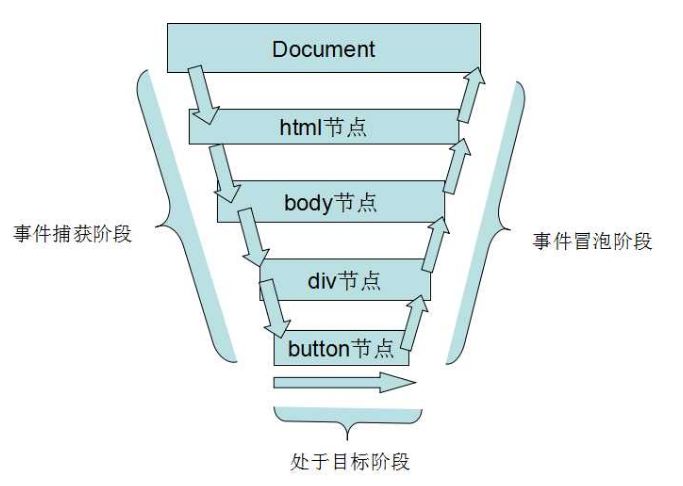 Document
html节点
body节点
事件捕获阶段
事件冒泡阶段
div节点
button节点
处于目标阶段